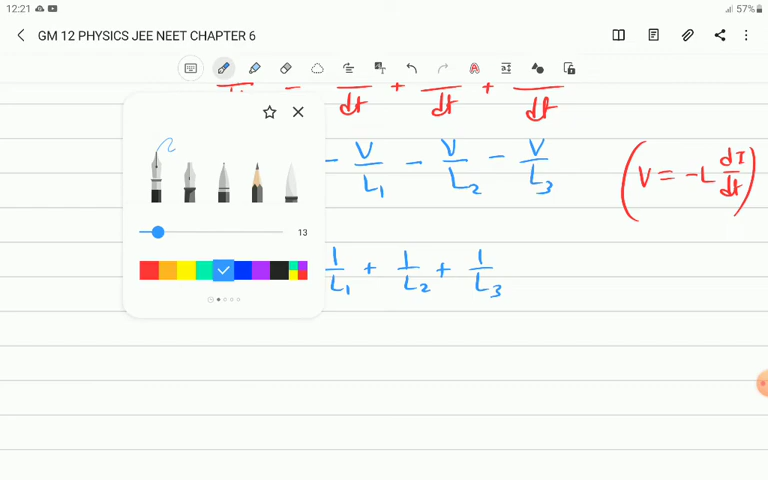 12:21 57%
GM 12 PHYSICS JEE NEET CHAPTER 6
dt + dt + dt
- V/L₁ - V/L₂ - V/L₃ (V = -L dI/dt)
13
1/L₁ + 1/L₂ + 1/L₃